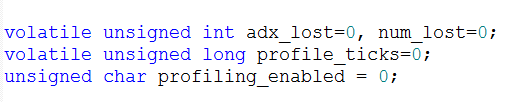 volatile unsigned int adx_lost=0, num_lost=0;
volatile unsigned long profile_ticks=0;
unsigned char profiling_enabled = 0;